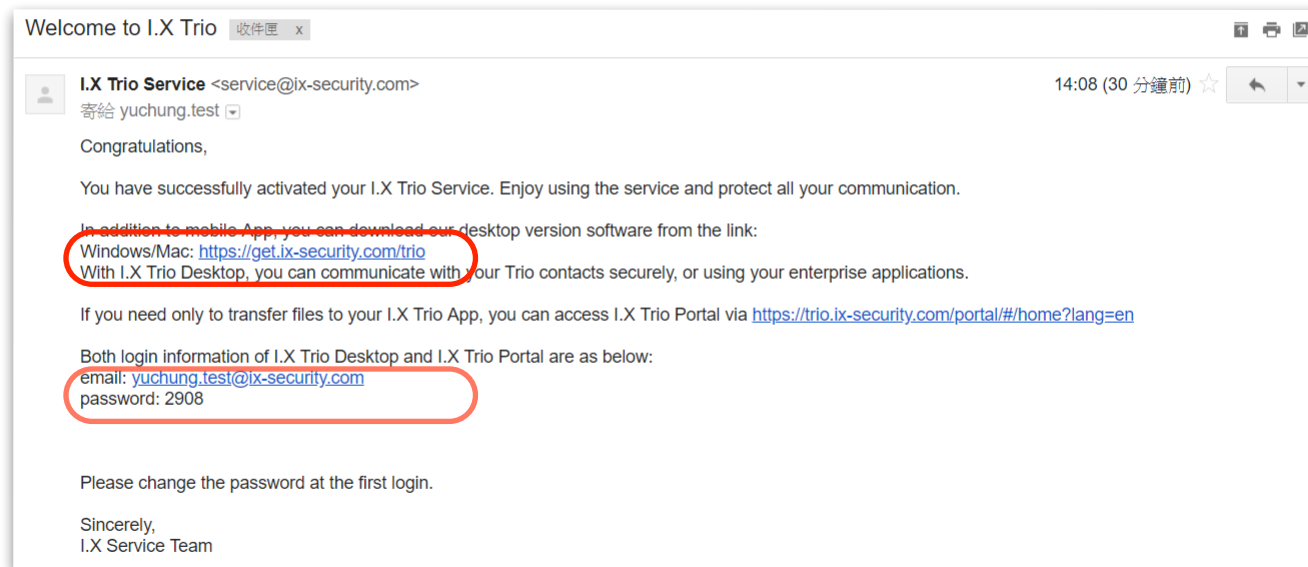 Welcome to I.X Trio 收件匣 x
I.X Trio Service <service@ix-security.com> 14:08 (30 分鐘前)
寄給 yuchung.test
Congratulations,
You have successfully activated your I.X Trio Service. Enjoy using the service and protect all your communication.
In addition to mobile App, you can download our desktop version software from the link:
Windows/Mac: https://get.ix-security.com/trio
With I.X Trio Desktop, you can communicate with your Trio contacts securely, or using your enterprise applications.
If you need only to transfer files to your I.X Trio App, you can access I.X Trio Portal via https://trio.ix-security.com/portal/#/home?lang=en
Both login information of I.X Trio Desktop and I.X Trio Portal are as below:
email: yuchung.test@ix-security.com
password: 2908
Please change the password at the first login.
Sincerely,
I.X Service Team